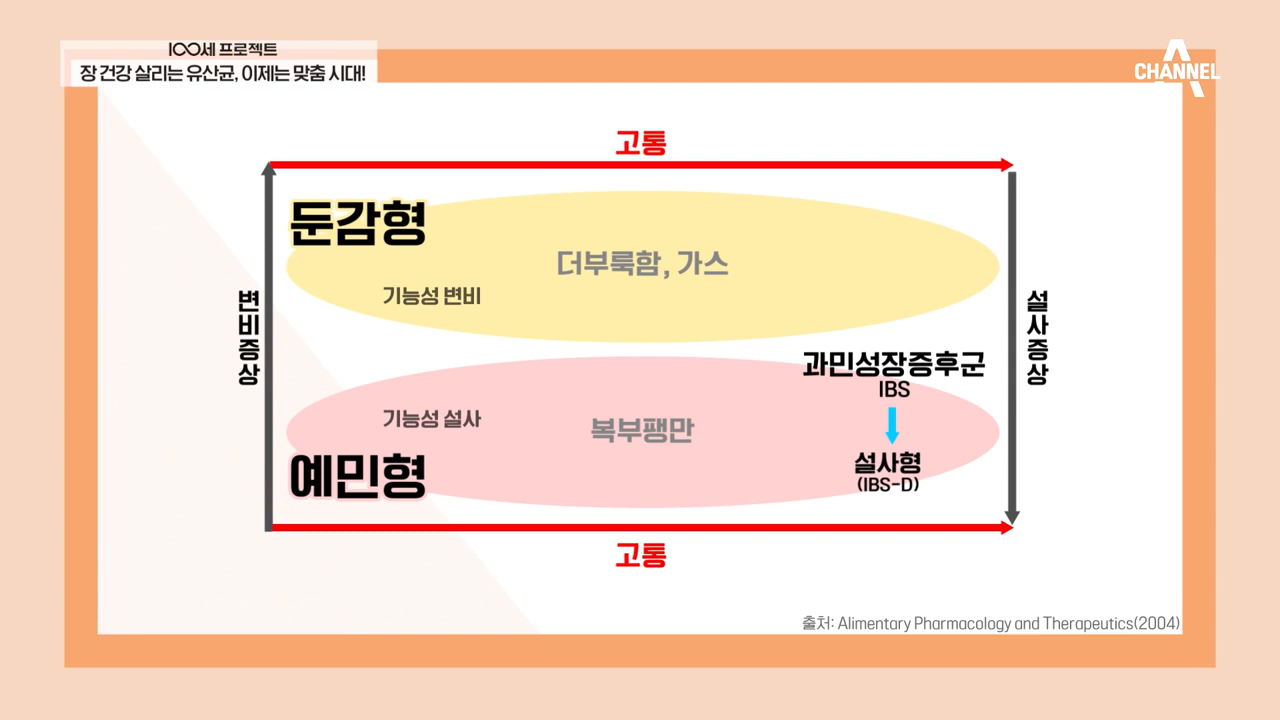 100세 프로젝트
장 건강 살리는 유산균, 이제는 맞춤 시대!
CHANNEL A
고통
둔감형
더부룩함, 가스
기능성 변비
변비증상
설사증상
과민성장증후군
IBS
기능성 설사
복부팽만
예민형
설사형
(IBS-D)
고통
출처: Alimentary Pharmacology and Therapeutics(2004)